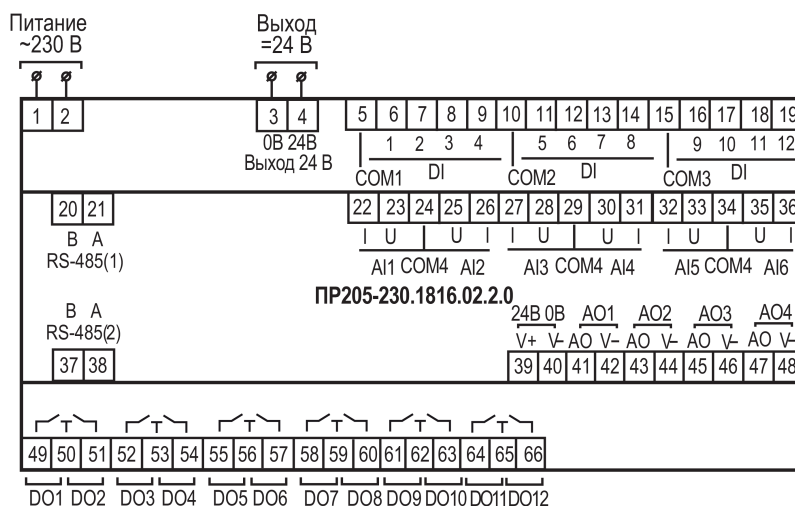 Питание
~230 В
Выход
=24 В
1 2 3 4 5 6 7 8 9 10 11 12 13 14 15 16 17 18 19
0В 24В
Выход 24 В
1 2 3 4 5 6 7 8 9 10 11 12
COM1 DI COM2 DI COM3 DI
20 21 22 23 24 25 26 27 28 29 30 31 32 33 34 35 36
B A I U U I I U U I I U U I
RS-485(1)
AI1 COM4 AI2 AI3 COM4 AI4 AI5 COM4 AI6
ПР205-230.1816.02.2.0
B A
RS-485(2)
24В 0В AO1 AO2 AO3 AO4
V+ V– AO V– AO V– AO V– AO V–
37 38 39 40 41 42 43 44 45 46 47 48
49 50 51 52 53 54 55 56 57 58 59 60 61 62 63 64 65 66
DO1 DO2 DO3 DO4 DO5 DO6 DO7 DO8 DO9 DO10 DO11 DO12